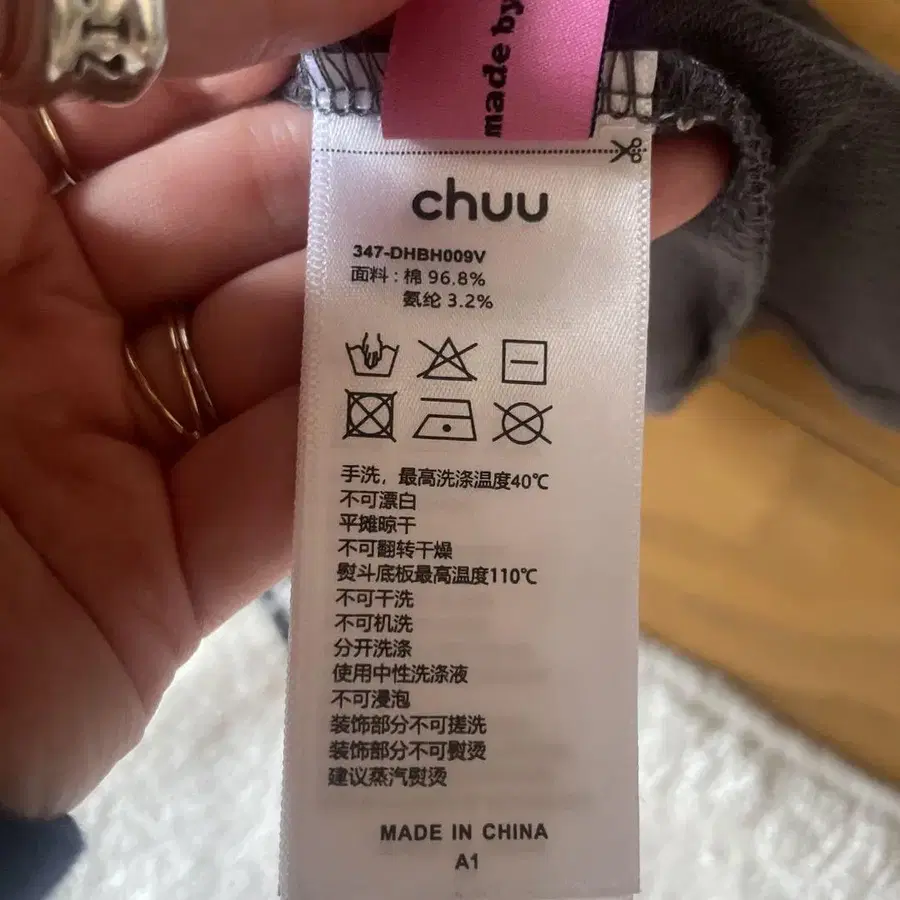 made by
chuu
347-DHBH009V
面料：棉 96.8%
氨纶 3.2%
手洗，最高洗涤温度40℃
不可漂白
平摊晾干
不可翻转干燥
熨斗底板最高温度110℃
不可干洗
不可机洗
分开洗涤
使用中性洗涤液
不可浸泡
装饰部分不可搓洗
装饰部分不可熨烫
建议蒸汽熨烫
MADE IN CHINA
A1